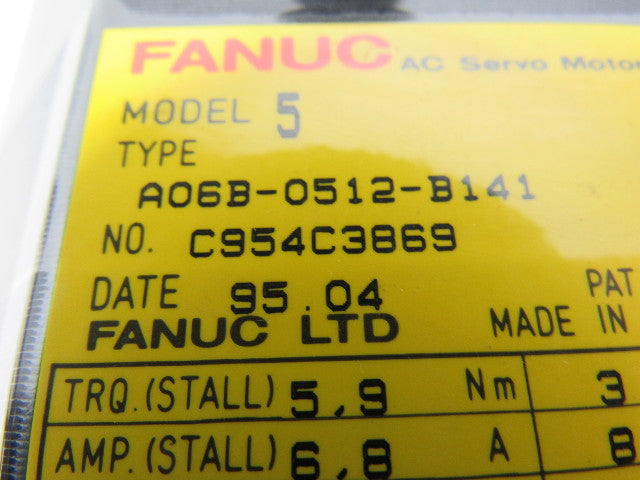 FANUC AC Servo Motor
MODEL 5
TYPE
A06B-0512-B141
NO. C954C3869
DATE 95.04
PAT
FANUC LTD MADE IN
TRQ.(STALL) 5,9 Nm 3
AMP.(STALL) 6,8 A 8